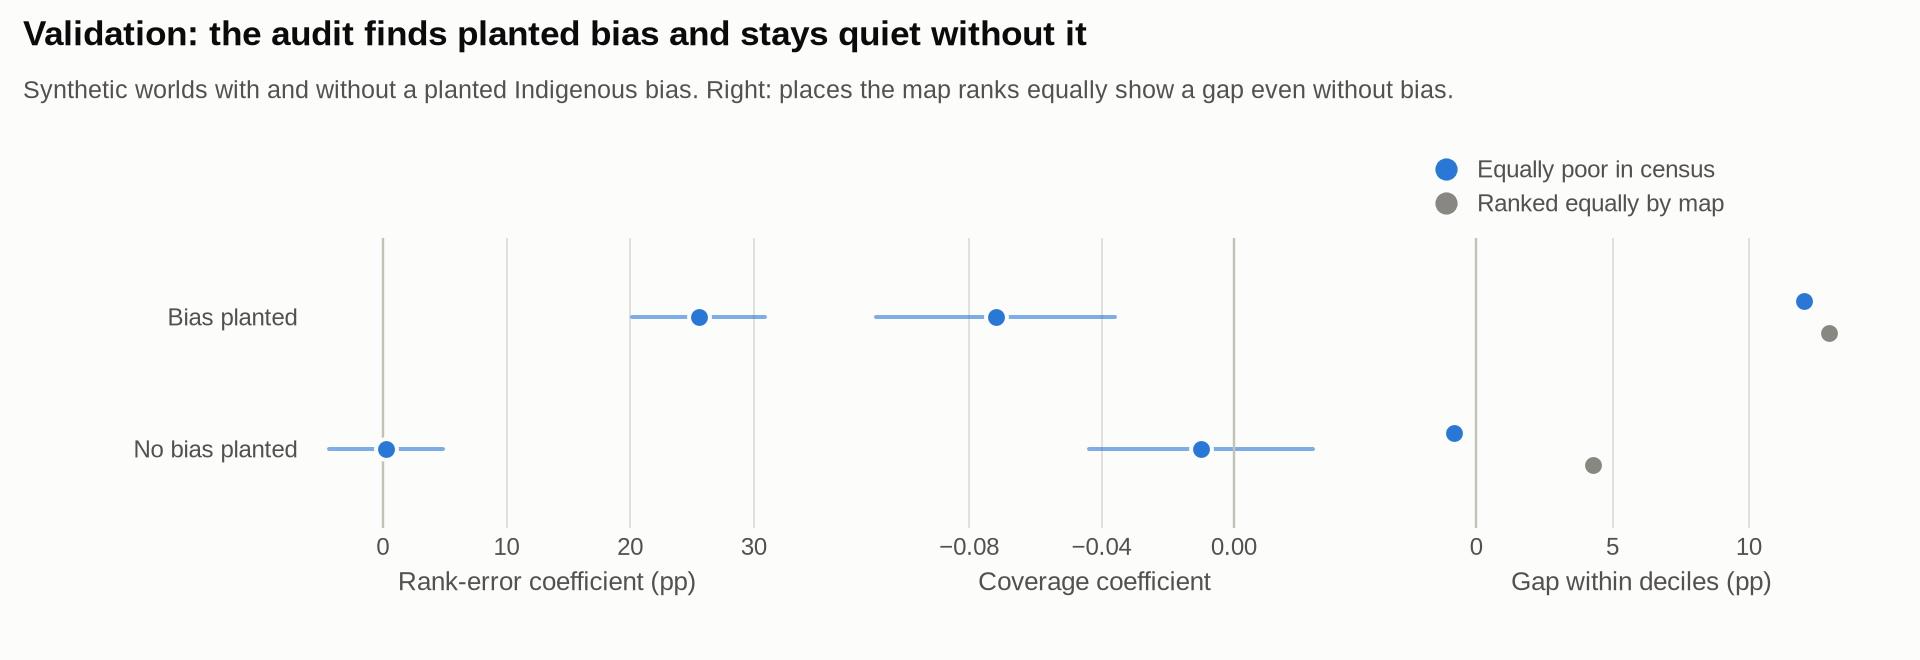 Validation: the audit finds planted bias and stays quiet without it
Synthetic worlds with and without a planted Indigenous bias. Right: places the map ranks equally show a gap even without bias.
Equally poor in census
Ranked equally by map
Bias planted
No bias planted
0 10 20 30
Rank-error coefficient (pp)
−0.08 −0.04 0.00
Coverage coefficient
0 5 10
Gap within deciles (pp)